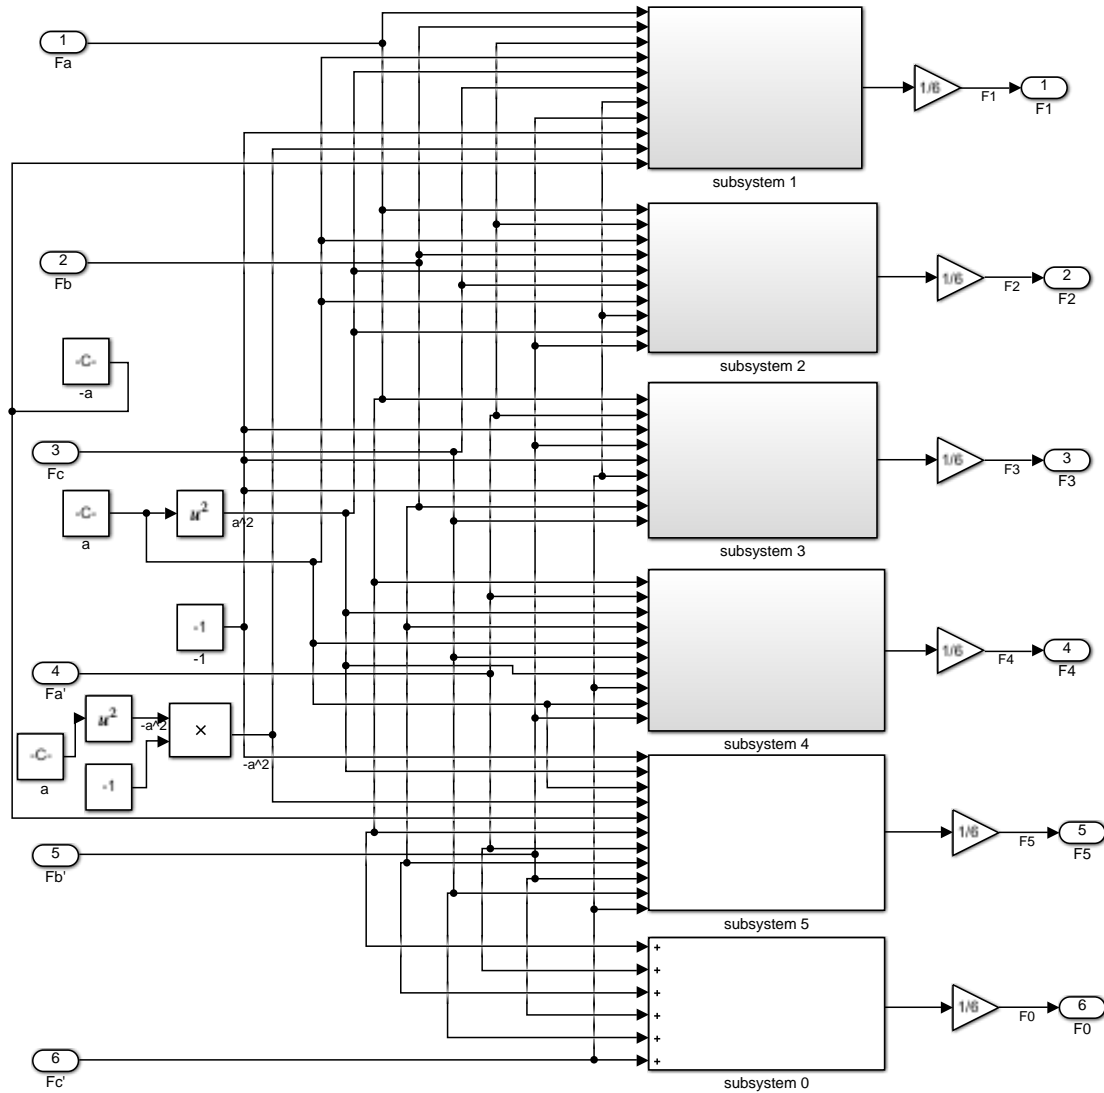 1
Fa
1/6
F1
1
F1
subsystem 1
2
Fb
1/6
F2
2
F2
subsystem 2
-C-
-a
3
Fc
1/6
F3
3
F3
-C-
a
u²
a^2
subsystem 3
-1
-1
4
Fa'
1/6
F4
4
F4
u²
-a^2
×
-a^2
-C-
a
-1
subsystem 4
5
Fb'
1/6
F5
5
F5
subsystem 5
+
+
+
+
+
+
1/6
F0
6
F0
6
Fc'
subsystem 0